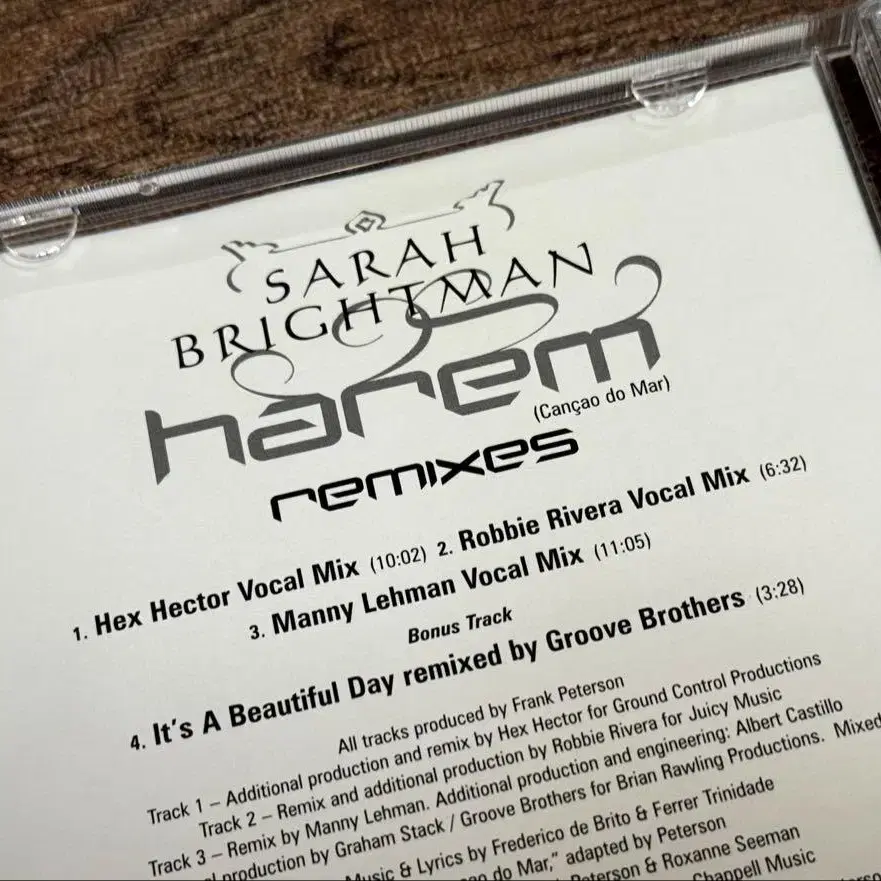 SARAH
BRIGHTMAN
harem
(Cançao do Mar)
remixes
1. Hex Hector Vocal Mix (10:02) 2. Robbie Rivera Vocal Mix (6:32)
3. Manny Lehman Vocal Mix (11:05)
Bonus Track
4. It's A Beautiful Day remixed by Groove Brothers (3:28)
All tracks produced by Frank Peterson
Track 1 – Additional production and remix by Hex Hector for Ground Control Productions
Track 2 – Remix and additional production by Robbie Rivera for Juicy Music
Track 3 – Remix by Manny Lehman. Additional production and engineering: Albert Castillo
production by Graham Stack / Groove Brothers for Brian Rawling Productions. Mixed
Music & Lyrics by Frederico de Brito & Ferrer Trinidade
do Mar," adapted by Peterson
Peterson & Roxanne Seeman
Chappell Music